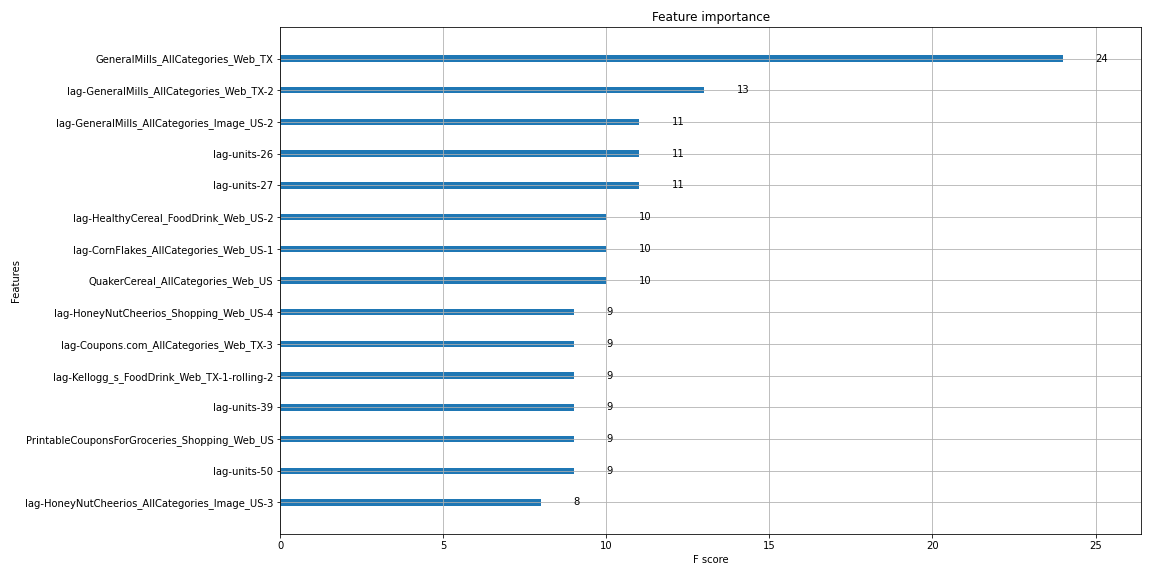 Feature importance
Features
GeneralMills_AllCategories_Web_TX 24
lag-GeneralMills_AllCategories_Web_TX-2 13
lag-GeneralMills_AllCategories_Image_US-2 11
lag-units-26 11
lag-units-27 11
lag-HealthyCereal_FoodDrink_Web_US-2 10
lag-CornFlakes_AllCategories_Web_US-1 10
QuakerCereal_AllCategories_Web_US 10
lag-HoneyNutCheerios_Shopping_Web_US-4 9
lag-Coupons.com_AllCategories_Web_TX-3 9
lag-Kellogg_s_FoodDrink_Web_TX-1-rolling-2 9
lag-units-39 9
PrintableCouponsForGroceries_Shopping_Web_US 9
lag-units-50 9
lag-HoneyNutCheerios_AllCategories_Image_US-3 8
0 5 10 15 20 25
F score